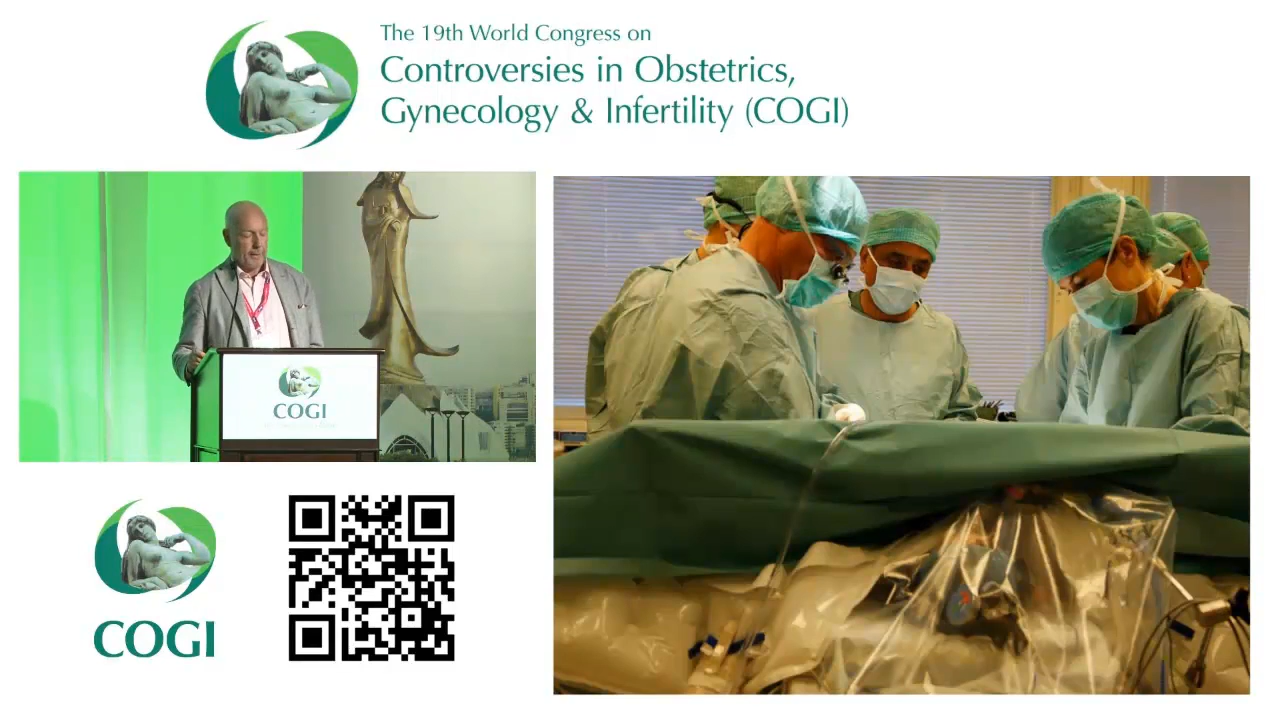 The 19th World Congress on
Controversies in Obstetrics,
Gynecology & Infertility (COGI)
COGI
COGI